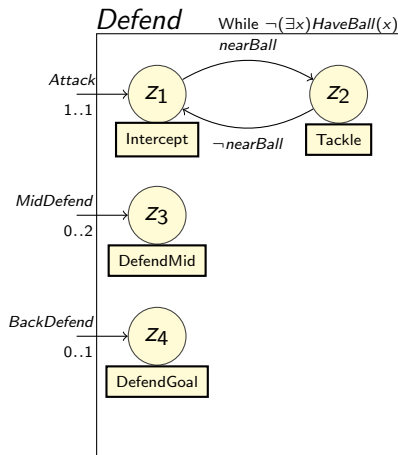 Defend
While ¬(∃x)HaveBall(x)
nearBall
Attack
1..1
z1
z2
Intercept
Tackle
¬nearBall
MidDefend
0..2
z3
DefendMid
BackDefend
0..1
z4
DefendGoal